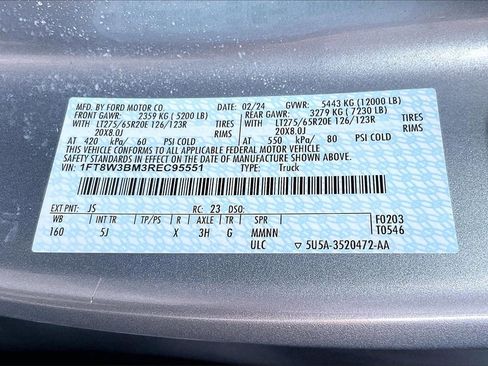 MFD. BY FORD MOTOR CO. 02/24 GVWR: 5443 KG (12000 LB)
FRONT GAWR: 2359 KG (5200 LB) REAR GAWR: 3279 KG (7230 LB)
LT275/65R20E 126/123R TIRES LT275/65R20E 126/123R TIRES
20X8.0J RIMS 20X8.0J RIMS
AT 420 kPa/ 60 PSI COLD AT 550 kPa/ 80 PSI COLD
THIS VEHICLE CONFORMS TO ALL APPLICABLE FEDERAL MOTOR VEHICLE
SAFETY STANDARDS IN EFFECT ON THE DATE OF MANUFACTURE SHOWN ABOVE.
VIN: 1FT8W3BM3REC95551 TYPE: Truck
EXT PNT: JS RC: 23 DSO:
WB INT TR TP/PS R AXLE TR SPR F0203
160 5J X 3H G MMNN T0546
ULC ▽ 5U5A-3520472-AA